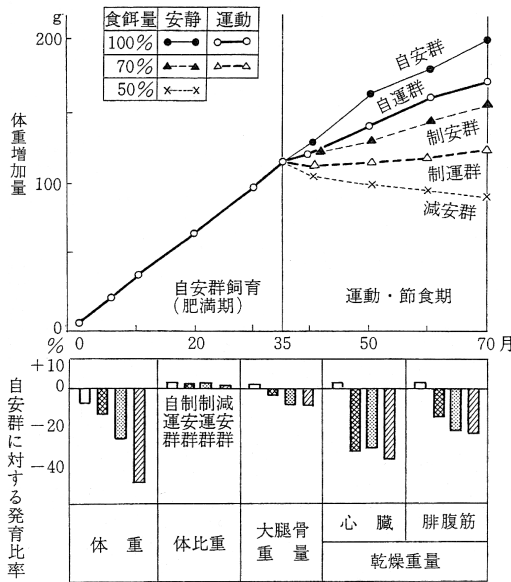 g
200
100
0
体重増加量
食餌量 安静 運動
100%
70%
50%
自安群
自運群
制安群
制運群
減安群
自安群飼育
(肥満期)
運動・節食期
0 20 35 50 70 月
%
+10
0
−20
−40
自安群に対する発育比率
自運群
制安群
制運群
減安群
体重
体比重
大腿骨
重量
心臓
腓腹筋
乾燥重量